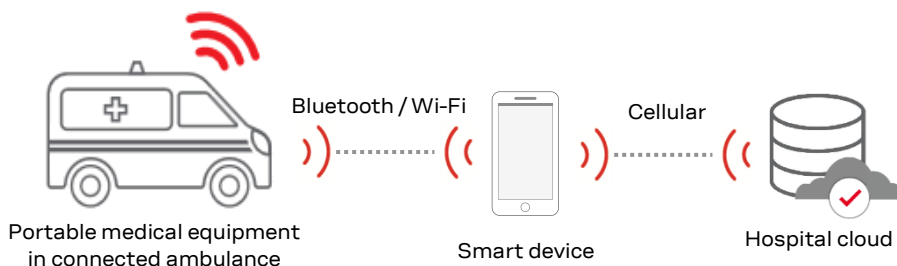 Bluetooth / Wi-Fi
Cellular
Portable medical equipment
in connected ambulance
Smart device
Hospital cloud